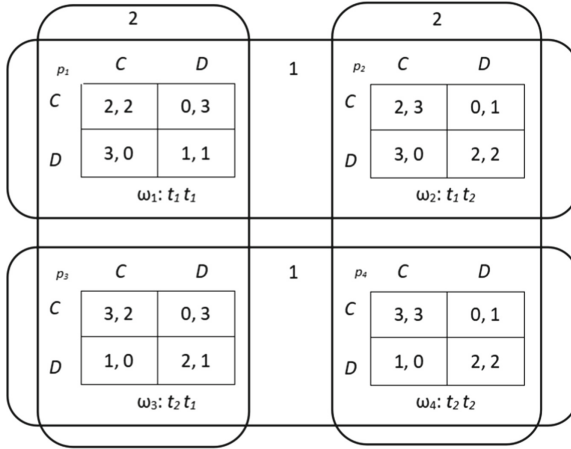 2 2
p₁ C D 1 p₂ C D
C 2, 2 0, 3 C 2, 3 0, 1
D 3, 0 1, 1 D 3, 0 2, 2
ω₁: t₁ t₁ ω₂: t₁ t₂
p₃ C D 1 p₄ C D
C 3, 2 0, 3 C 3, 3 0, 1
D 1, 0 2, 1 D 1, 0 2, 2
ω₃: t₂ t₁ ω₄: t₂ t₂